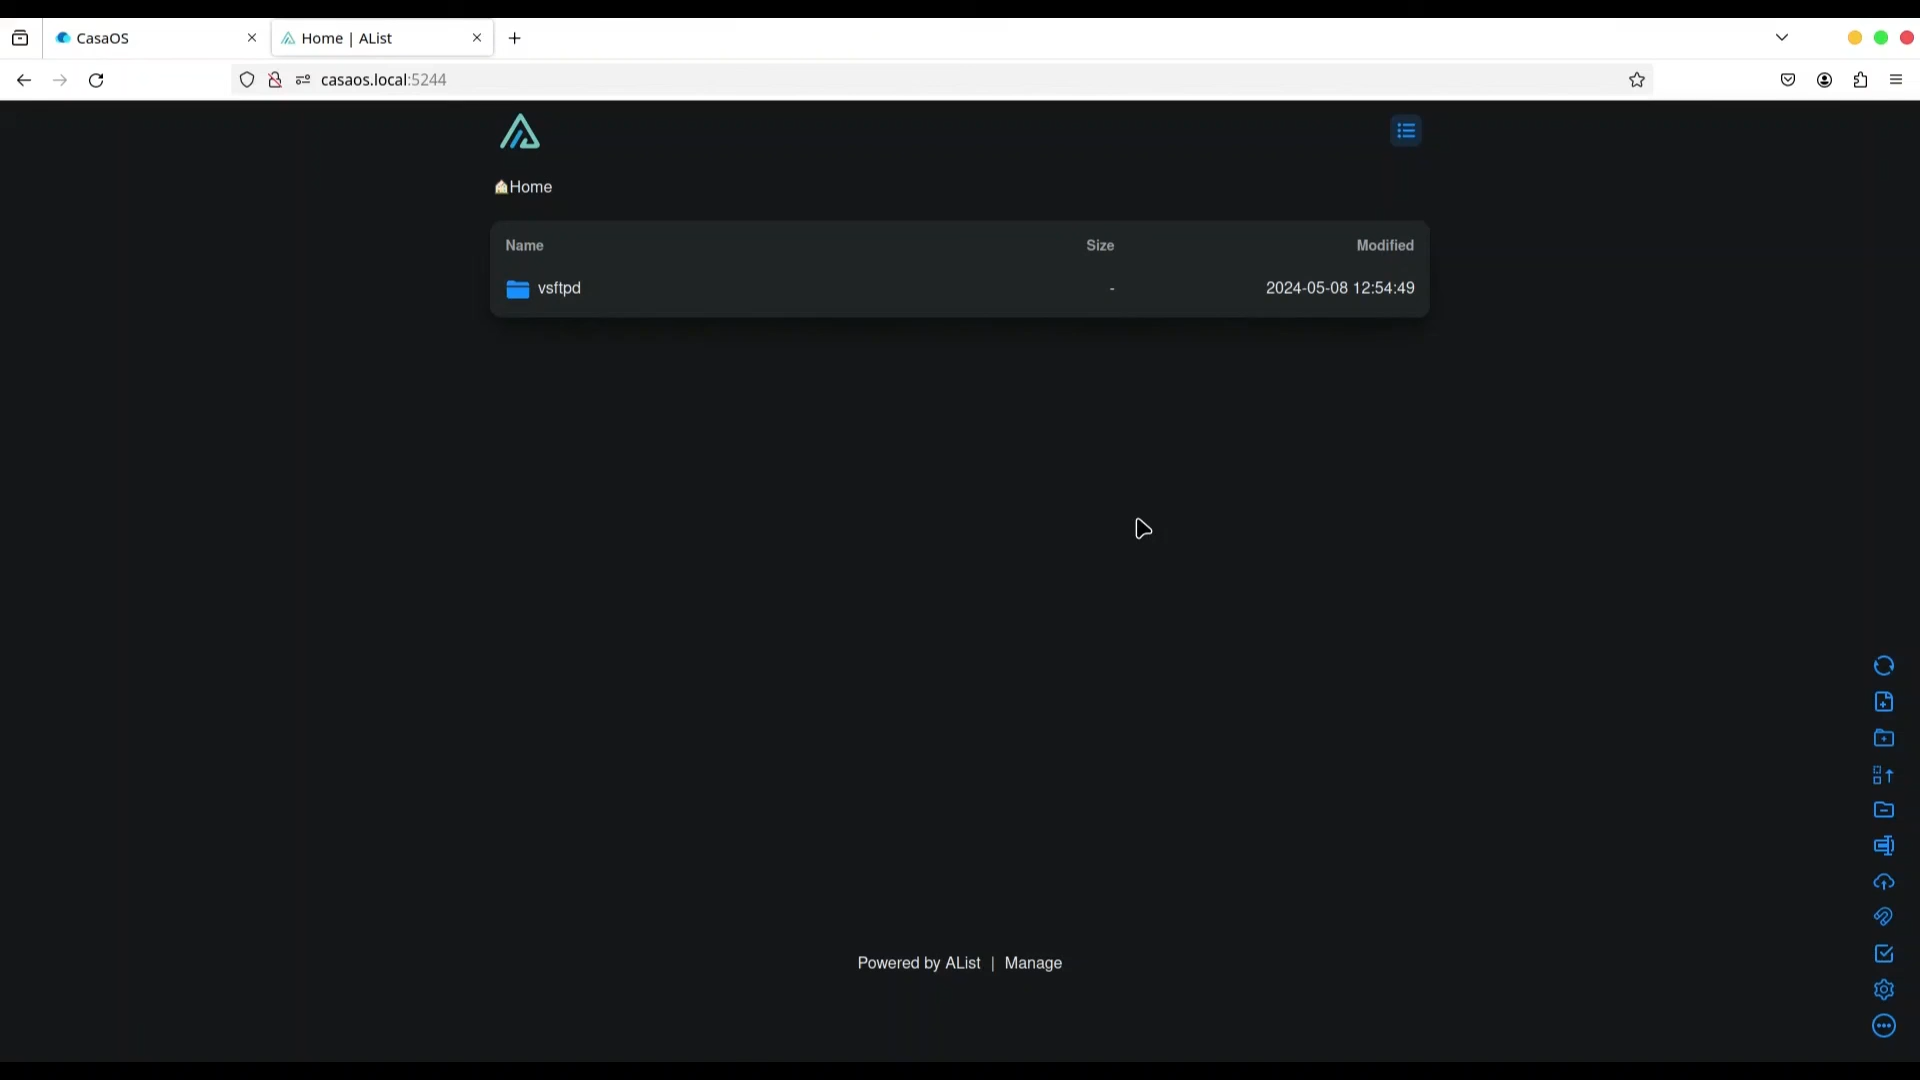 CasaOS
Home | AList
casaos.local:5244
Home
Name Size Modified
vsftpd - 2024-05-08 12:54:49
Powered by AList | Manage